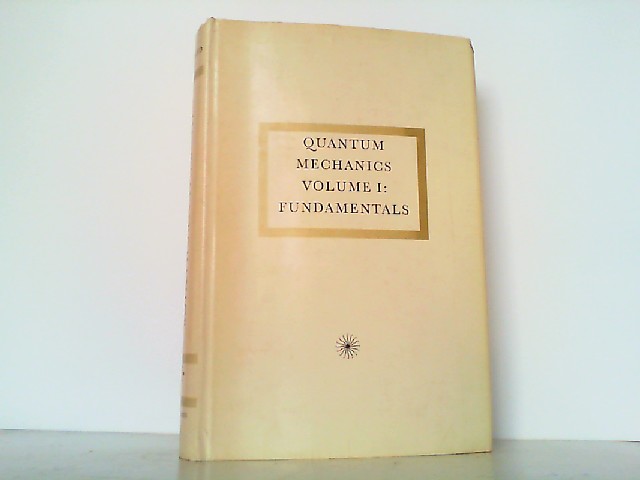 QUANTUM
MECHANICS
VOLUME I:
FUNDAMENTALS